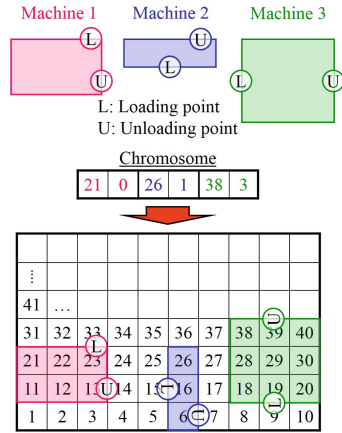 Machine 1 Machine 2 Machine 3
L U L U
L U
U
L: Loading point
U: Unloading point
Chromosome
21 0 26 1 38 3
⋮
41 ...
U
31 32 33 34 35 36 37 38 39 40
L
21 22 23 24 25 26 27 28 29 30
11 12 13 U 14 15 L 16 17 18 19 20
L
1 2 3 4 5 6 U 7 8 9 10